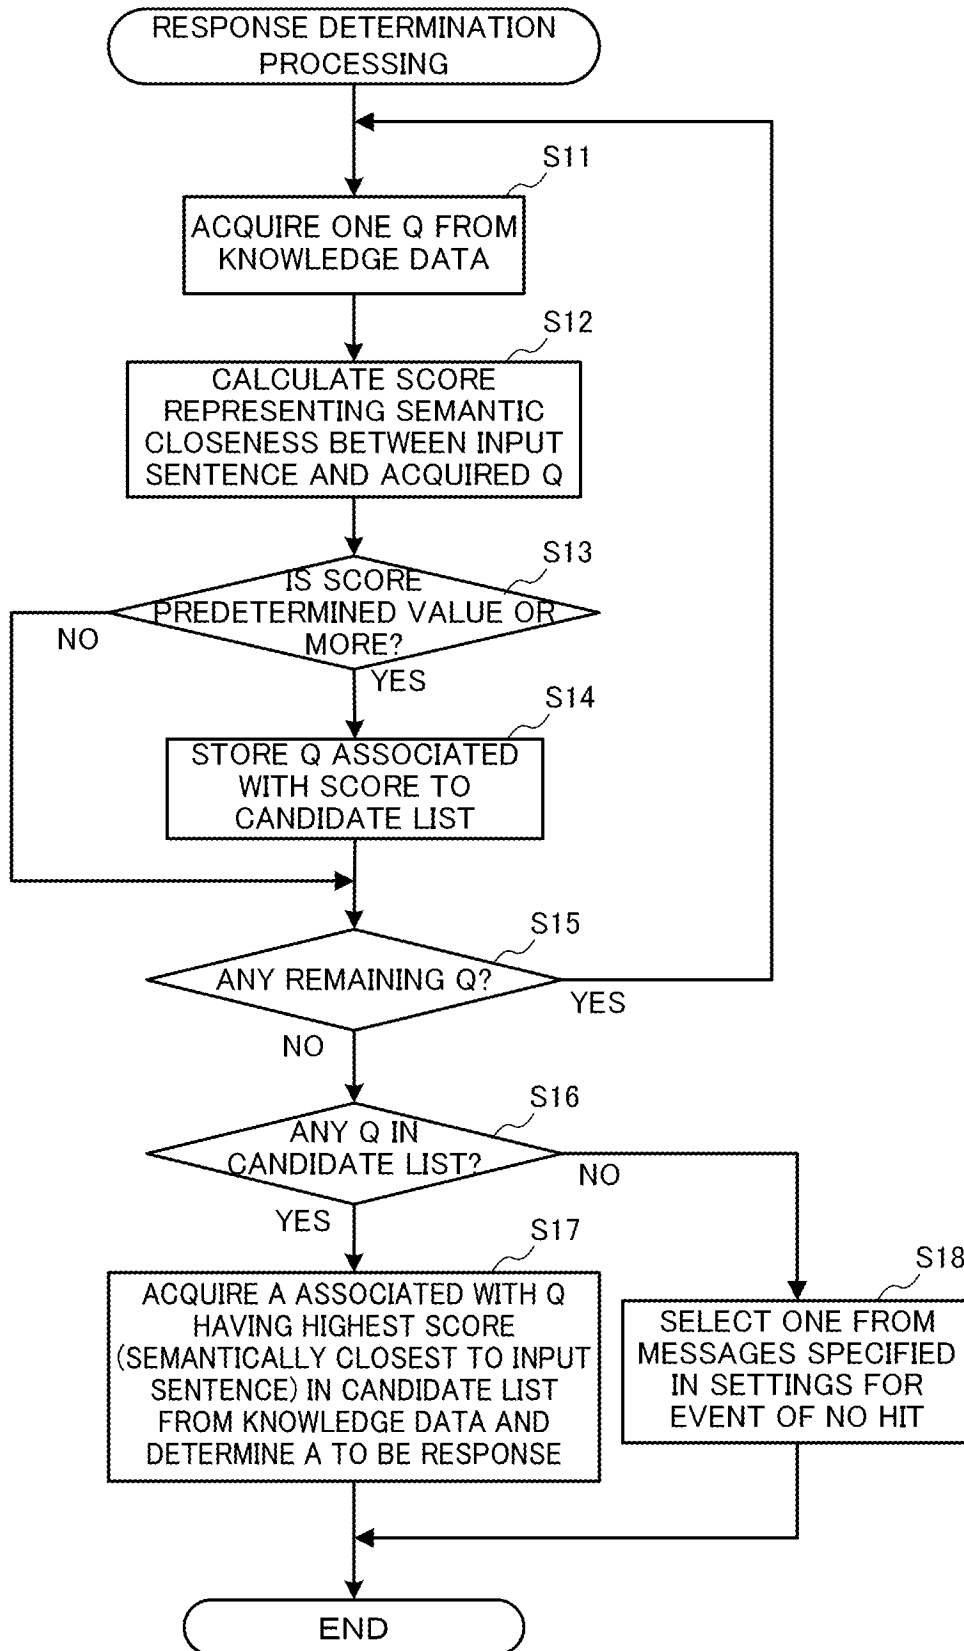 RESPONSE DETERMINATION
PROCESSING
S11
ACQUIRE ONE Q FROM
KNOWLEDGE DATA
S12
CALCULATE SCORE
REPRESENTING SEMANTIC
CLOSENESS BETWEEN INPUT
SENTENCE AND ACQUIRED Q
S13
IS SCORE
PREDETERMINED VALUE OR
MORE?
NO
YES
S14
STORE Q ASSOCIATED
WITH SCORE TO
CANDIDATE LIST
S15
ANY REMAINING Q?
YES
NO
S16
ANY Q IN
CANDIDATE LIST?
NO
YES
S17
ACQUIRE A ASSOCIATED WITH Q
HAVING HIGHEST SCORE
(SEMANTICALLY CLOSEST TO INPUT
SENTENCE) IN CANDIDATE LIST
FROM KNOWLEDGE DATA AND
DETERMINE A TO BE RESPONSE
S18
SELECT ONE FROM
MESSAGES SPECIFIED
IN SETTINGS FOR
EVENT OF NO HIT
END